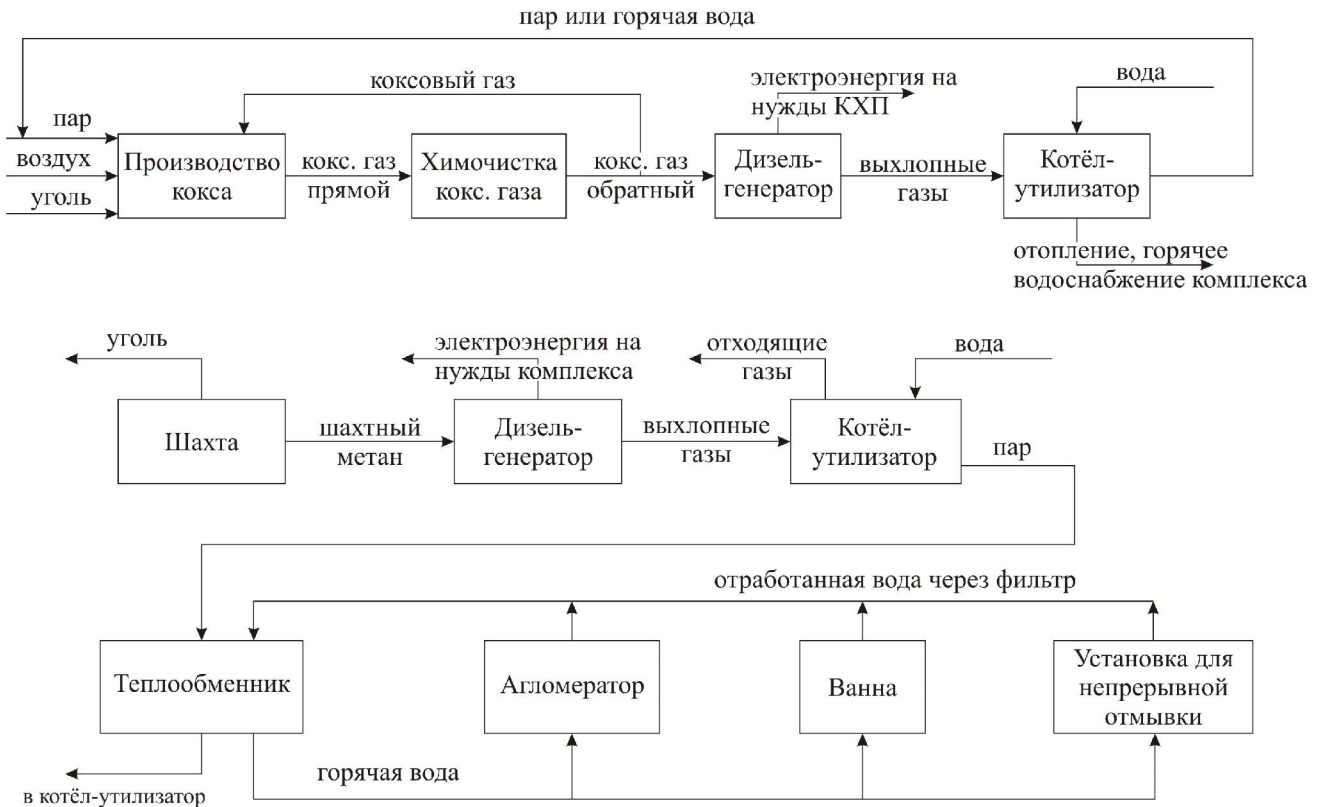 пар или горячая вода
коксовый газ
электроэнергия на
нужды КХП
вода
пар
воздух
уголь
Производство
кокса
кокс. газ
прямой
Химочистка
кокс. газа
кокс. газ
обратный
Дизель-
генератор
выхлопные
газы
Котёл-
утилизатор
отопление, горячее
водоснабжение комплекса
уголь
электроэнергия на
нужды комплекса
отходящие
газы
вода
Шахта
шахтный
метан
Дизель-
генератор
выхлопные
газы
Котёл-
утилизатор
пар
отработанная вода через фильтр
Теплообменник
Агломератор
Ванна
Установка для
непрерывной
отмывки
горячая вода
в котёл-утилизатор